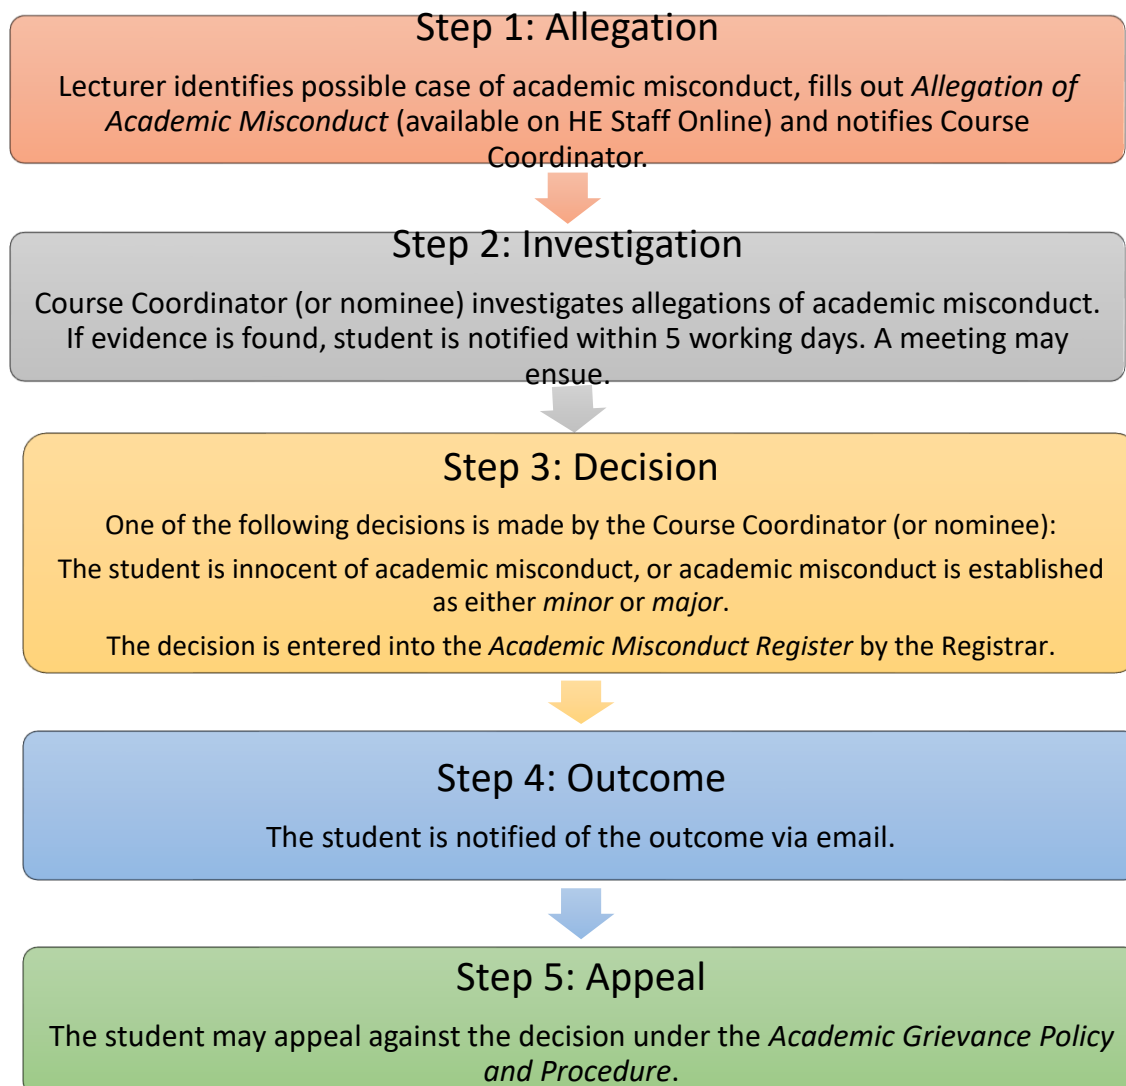 Step 1: Allegation
Lecturer identifies possible case of academic misconduct, fills out Allegation of
Academic Misconduct (available on HE Staff Online) and notifies Course
Coordinator.
Step 2: Investigation
Course Coordinator (or nominee) investigates allegations of academic misconduct.
If evidence is found, student is notified within 5 working days. A meeting may
ensue.
Step 3: Decision
One of the following decisions is made by the Course Coordinator (or nominee):
The student is innocent of academic misconduct, or academic misconduct is established
as either minor or major.
The decision is entered into the Academic Misconduct Register by the Registrar.
Step 4: Outcome
The student is notified of the outcome via email.
Step 5: Appeal
The student may appeal against the decision under the Academic Grievance Policy
and Procedure.